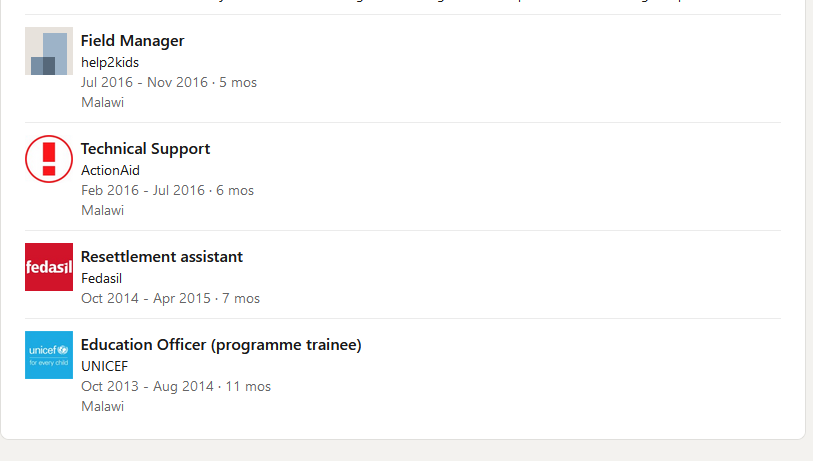 Field Manager
help2kids
Jul 2016 - Nov 2016 · 5 mos
Malawi
Technical Support
ActionAid
Feb 2016 - Jul 2016 · 6 mos
Malawi
fedasil
Resettlement assistant
Fedasil
Oct 2014 - Apr 2015 · 7 mos
unicef
for every child
Education Officer (programme trainee)
UNICEF
Oct 2013 - Aug 2014 · 11 mos
Malawi